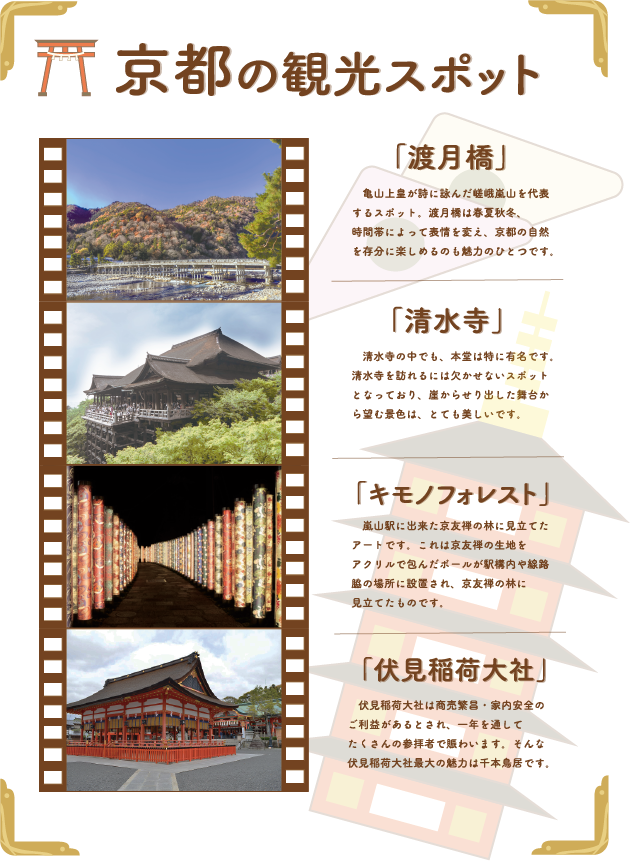 京都の観光スポット
「渡月橋」
亀山上皇が詩に詠んだ嵯峨嵐山を代表
するスポット。渡月橋は春夏秋冬、
時間帯によって表情を変え、京都の自然
を存分に楽しめるのも魅力のひとつです。
「清水寺」
清水寺の中でも、本堂は特に有名です。
清水寺を訪れるには欠かせないスポット
となっており、崖からせり出した舞台か
ら望む景色は、とても美しいです。
「キモノフォレスト」
嵐山駅に出来た京友禅の林に見立てた
アートです。これは京友禅の生地を
アクリルで包んだポールが駅構内や線路
脇の場所に設置され、京友禅の林に
見立てたものです。
「伏見稲荷大社」
伏見稲荷大社は商売繁昌・家内安全の
ご利益があるとされ、一年を通して
たくさんの参拝者で賑わいます。そんな
伏見稲荷大社最大の魅力は千本鳥居です。